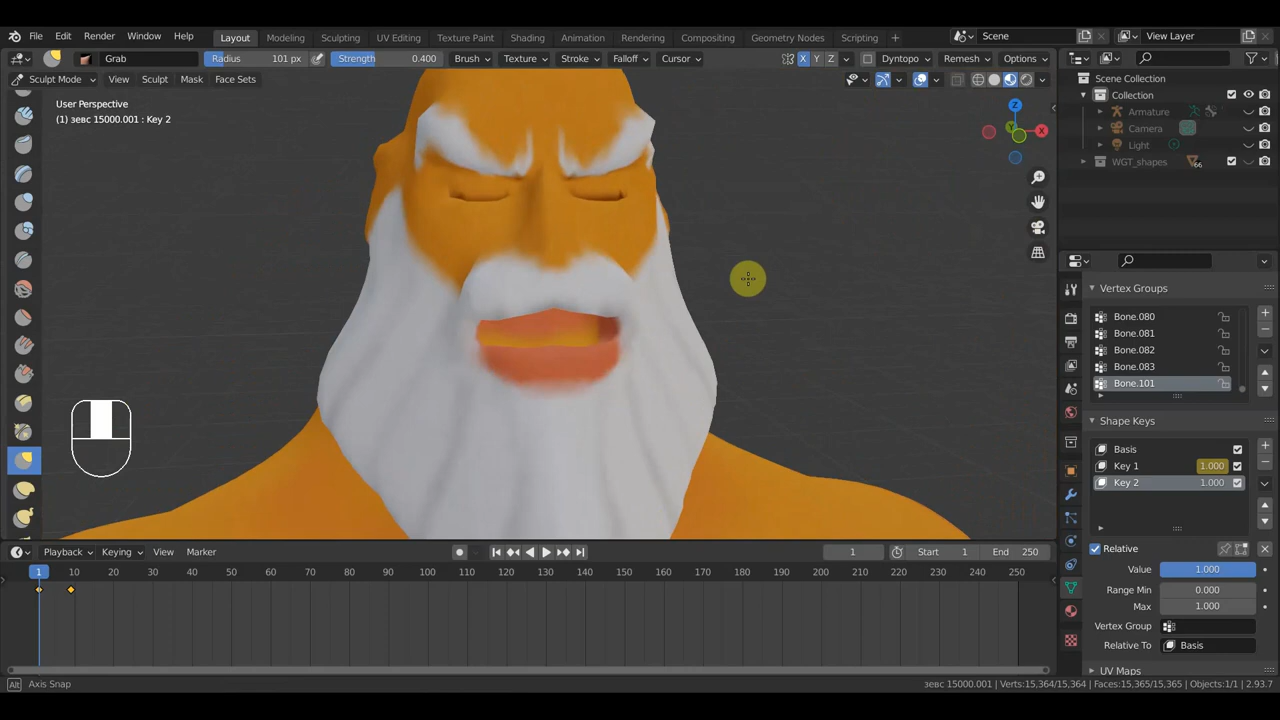 File Edit Render Window Help Layout Modeling Sculpting UV Editing Texture Paint Shading Animation Rendering Compositing Geometry Nodes Scripting + Scene View Layer
Grab Radius 101 px Strength 0.400 Brush Texture Stroke Falloff Cursor X Y Z Dyntopo Remesh Options
Sculpt Mode View Sculpt Mask Face Sets
Scene Collection
Collection
Armature
Camera
Light
WGT_shapes 66
User Perspective
(1) зевс 15000.001 : Key 2
Z
X
Y
Vertex Groups
Bone.080
Bone.081
Bone.082
Bone.083
Bone.101
Shape Keys
Basis
Key 1 1.000
Key 2 1.000
Relative
Value 1.000
Range Min 0.000
Max 1.000
Vertex Group
Relative To Basis
UV Maps
Playback Keying View Marker 1 Start 1 End 250
1 10 20 30 40 50 60 70 80 90 100 110 120 130 140 150 160 170 180 190 200 210 220 230 240 250
Alt Axis Snap зевс 15000.001 | Verts:15,364/15,364 | Faces:15,365/15,365 | Objects:1/1 | 2.93.7